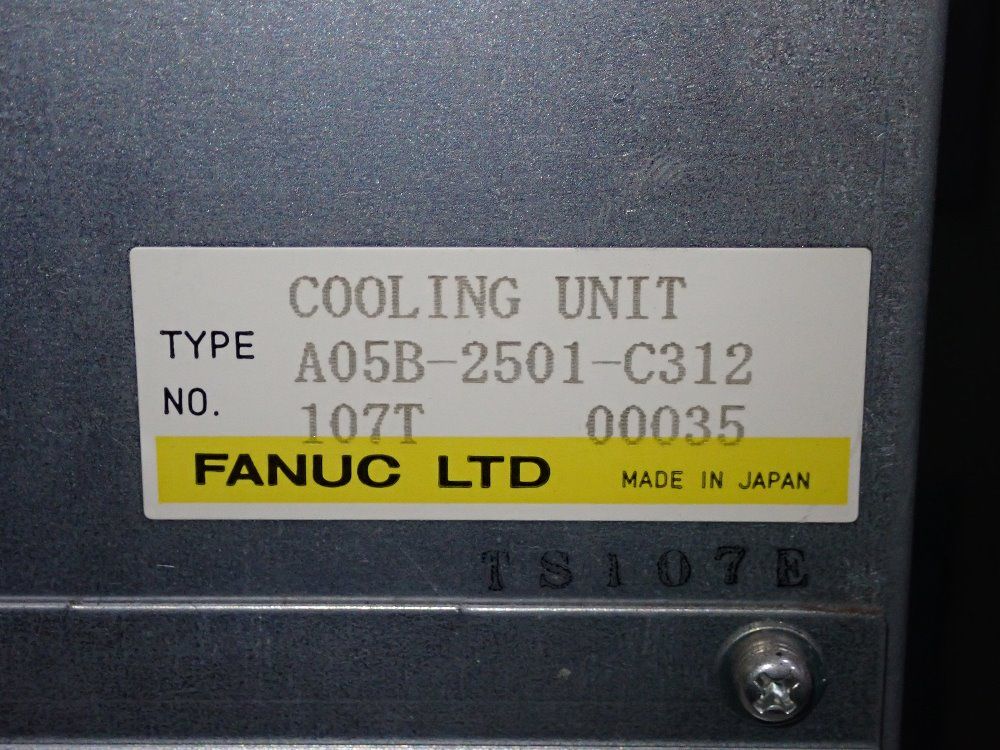 COOLING UNIT
TYPE A05B-2501-C312
NO. 107T 00035
FANUC LTD MADE IN JAPAN
TS107E